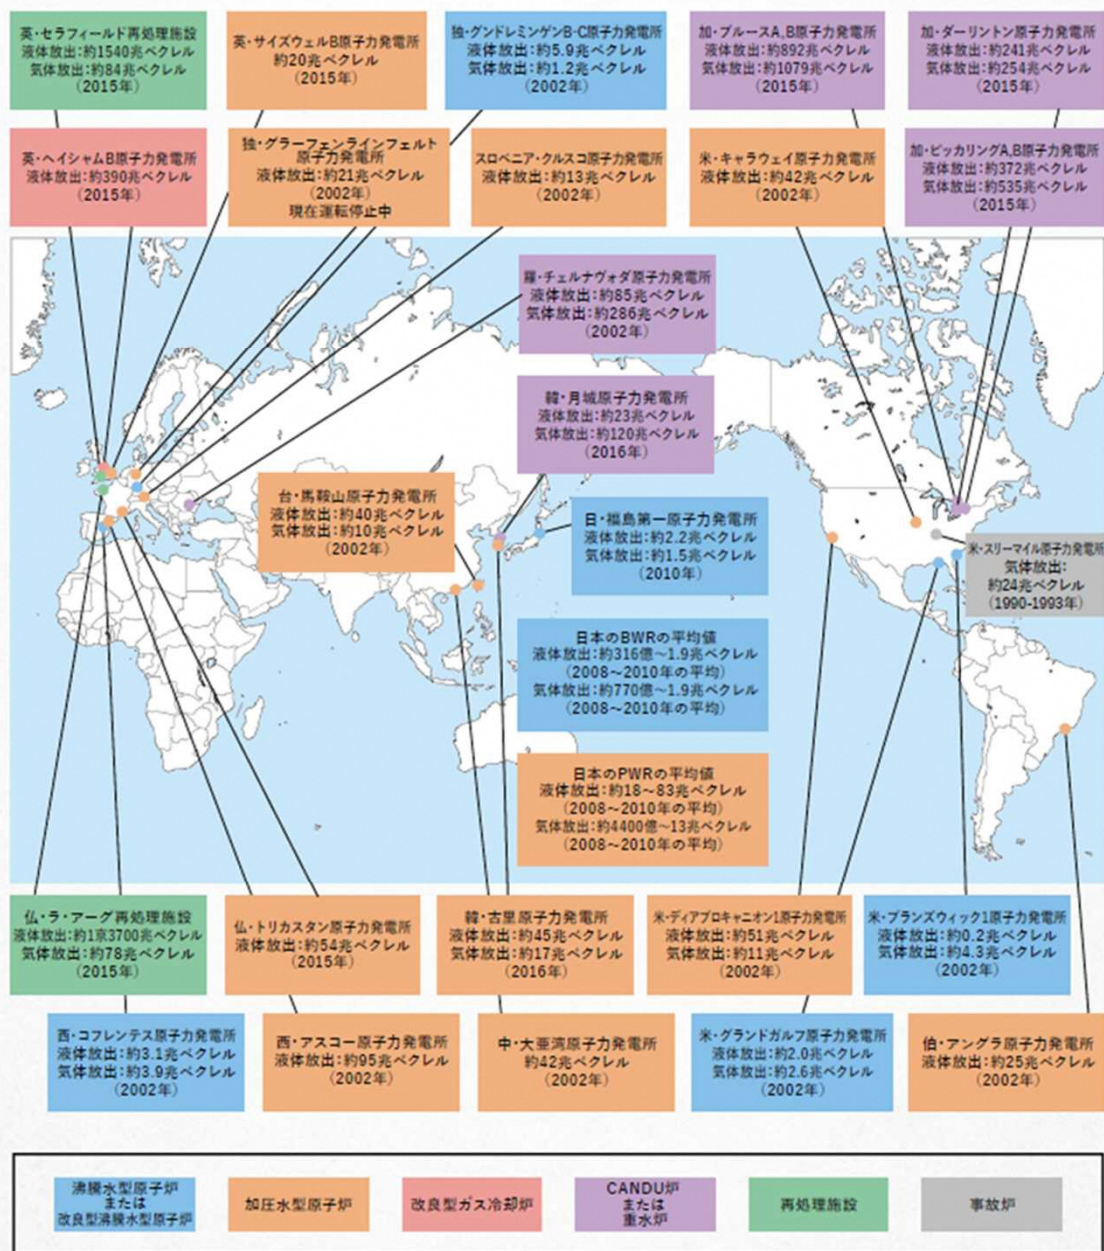 英・セラフィールド再処理施設
液体放出：約1540兆ベクレル
気体放出：約84兆ベクレル
（2015年）
英・サイズウェルB原子力発電所
約20兆ベクレル
（2015年）
独・グンドレミンゲンB-C原子力発電所
液体放出：約5.9兆ベクレル
気体放出：約1.2兆ベクレル
（2002年）
加・ブルースA,B原子力発電所
液体放出：約892兆ベクレル
気体放出：約1079兆ベクレル
（2015年）
加・ダーリントン原子力発電所
液体放出：約241兆ベクレル
気体放出：約254兆ベクレル
（2015年）
英・ヘイシャムB原子力発電所
液体放出：約390兆ベクレル
（2015年）
独・グラーフェンラインフェルト
原子力発電所
液体放出：約21兆ベクレル
（2002年）
現在運転停止中
スロベニア・クルスコ原子力発電所
液体放出：約13兆ベクレル
（2002年）
米・キャラウェイ原子力発電所
約42兆ベクレル
（2002年）
加・ピッカリングA,B原子力発電所
液体放出：約372兆ベクレル
気体放出：約535兆ベクレル
（2015年）
羅・チェルナヴォダ原子力発電所
液体放出：約85兆ベクレル
気体放出：約286兆ベクレル
（2002年）
韓・月城原子力発電所
液体放出：約23兆ベクレル
気体放出：約120兆ベクレル
（2016年）
台・馬鞍山原子力発電所
液体放出：約40兆ベクレル
気体放出：約10兆ベクレル
（2002年）
日・福島第一原子力発電所
液体放出：約2.2兆ベクレル
気体放出：約1.5兆ベクレル
（2010年）
米・スリーマイル原子力発電所
気体放出：
約24兆ベクレル
（1990-1993年）
日本のBWRの平均値
液体放出：約316億～1.9兆ベクレル
（2008～2010年の平均）
気体放出：約770億～1.9兆ベクレル
（2008～2010年の平均）
日本のPWRの平均値
液体放出：約18～83兆ベクレル
（2008～2010年の平均）
気体放出：約4400億～13兆ベクレル
（2008～2010年の平均）
仏・ラ・アーグ再処理施設
液体放出：約1京3700兆ベクレル
気体放出：約78兆ベクレル
（2015年）
仏・トリカスタン原子力発電所
液体放出：約54兆ベクレル
（2015年）
韓・古里原子力発電所
液体放出：約45兆ベクレル
気体放出：約17兆ベクレル
（2016年）
米・ディアブロキャニオン1原子力発電所
液体放出：約51兆ベクレル
気体放出：約11兆ベクレル
（2002年）
米・ブランズウィック1原子力発電所
液体放出：約0.2兆ベクレル
気体放出：約4.3兆ベクレル
（2002年）
西・コフレンテス原子力発電所
液体放出：約3.1兆ベクレル
気体放出：約3.9兆ベクレル
（2002年）
西・アスコー原子力発電所
液体放出：約95兆ベクレル
（2002年）
中・大亜湾原子力発電所
約42兆ベクレル
（2002年）
米・グランドガルフ原子力発電所
液体放出：約2.0兆ベクレル
気体放出：約2.6兆ベクレル
（2002年）
伯・アングラ原子力発電所
液体放出：約25兆ベクレル
（2002年）
沸騰水型原子炉
または
改良型沸騰水型原子炉
加圧水型原子炉
改良型ガス冷却炉
CANDU炉
または
重水炉
再処理施設
事故炉